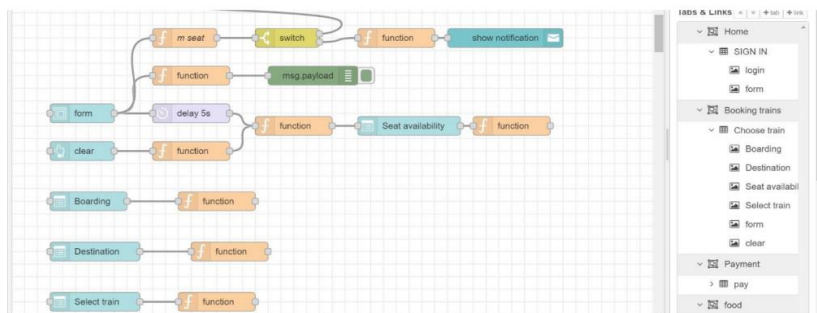 Tabs & Links + tab + link
m seat switch function show notification
function msg.payload
form delay 5s
function Seat availability function
clear function
Boarding function
Destination function
Select train function
Home
SIGN IN
login
form
Booking trains
Choose train
Boarding
Destination
Seat availabil
Select train
form
clear
Payment
pay
food